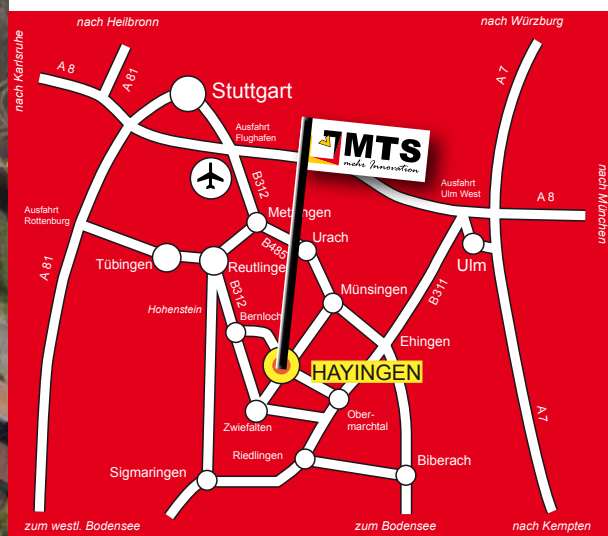 nach Heilbronn
nach Würzburg
nach Karlsruhe
A 8
A 81
A 7
Stuttgart
Ausfahrt
Flughafen
MTS
mehr Innovation
B312
Ausfahrt
Ulm West
A 8
nach München
Ausfahrt
Rottenburg
Metzingen
B485
Urach
A 81
Tübingen
Reutlingen
Ulm
B312
Münsingen
B311
Hohenstein
Bernloch
Ehingen
HAYINGEN
Ober-
marchtal
A 7
Zwiefalten
Riedlingen
Biberach
Sigmaringen
zum westl. Bodensee
zum Bodensee
nach Kempten